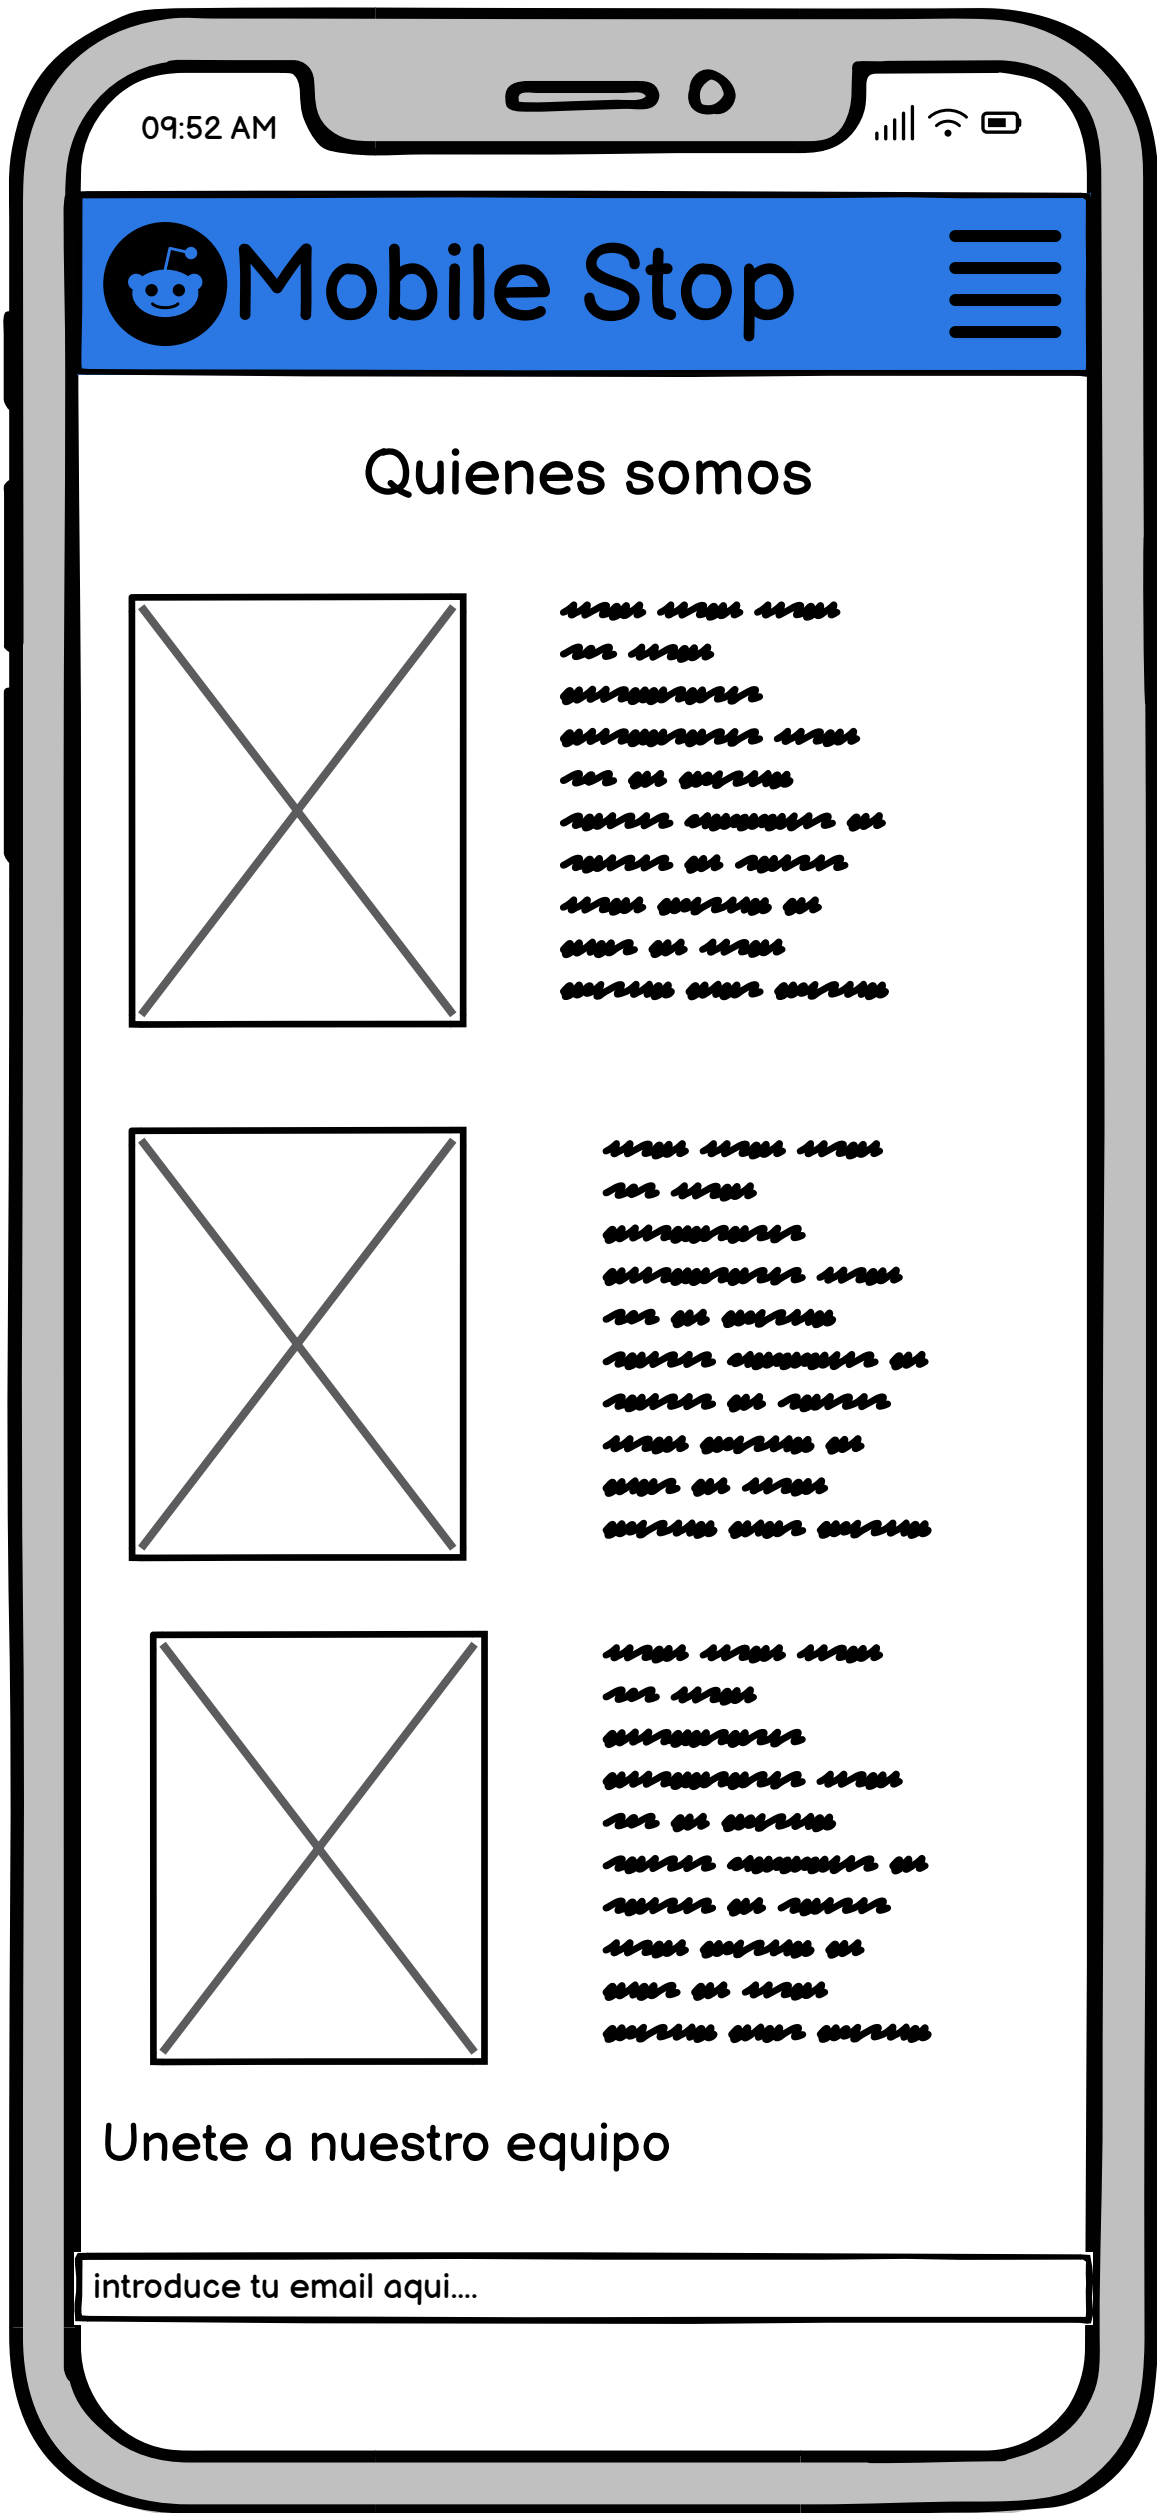 09:52 AM
Mobile Stop
Quienes somos
Unete a nuestro equipo
introduce tu email aqui....